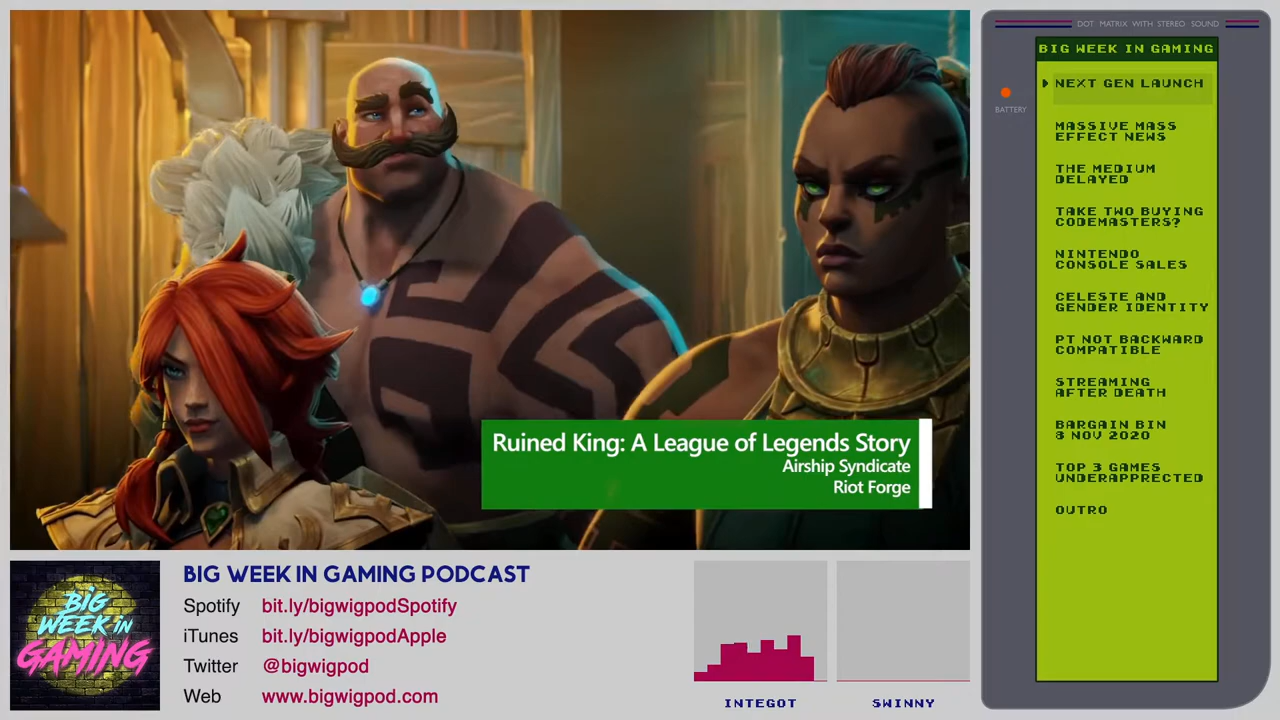 DOT MATRIX WITH STEREO SOUND
BATTERY
BIG WEEK IN GAMING
NEXT GEN LAUNCH
MASSIVE MASS
EFFECT NEWS
THE MEDIUM
DELAYED
TAKE TWO BUYING
CODEMASTERS?
NINTENDO
CONSOLE SALES
CELESTE AND
GENDER IDENTITY
PT NOT BACKWARD
COMPATIBLE
STREAMING
AFTER DEATH
BARGAIN BIN
8 NOV 2020
TOP 3 GAMES
UNDERAPPRECTED
OUTRO
Ruined King: A League of Legends Story
Airship Syndicate
Riot Forge
BIG
WEEK IN
GAMING
BIG WEEK IN GAMING PODCAST
Spotify bit.ly/bigwigpodSpotify
iTunes bit.ly/bigwigpodApple
Twitter @bigwigpod
Web www.bigwigpod.com
INTEGOT
SWINNY